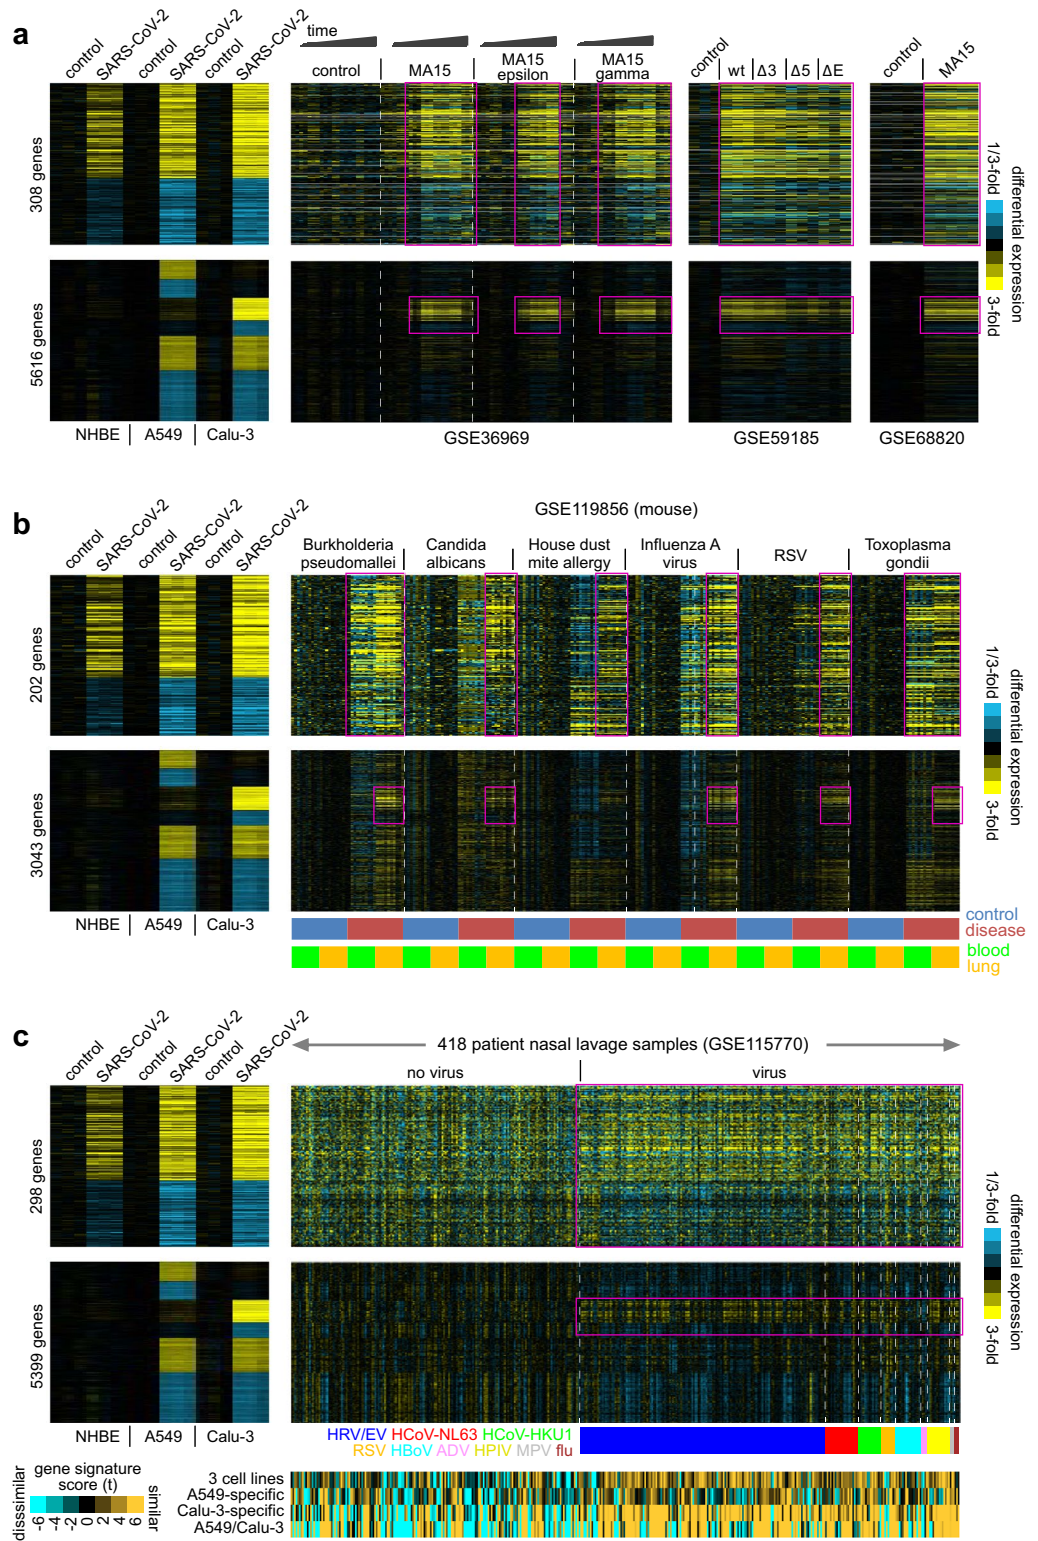 a
control
SARS-CoV-2
control
SARS-CoV-2
control
SARS-CoV-2
time
control
MA15
MA15
epsilon
MA15
gamma
control
wt
Δ3
Δ5
ΔE
control
MA15
308 genes
5616 genes
NHBE
A549
Calu-3
GSE36969
GSE59185
GSE68820
1/3-fold
3-fold
differential expression
b
control
SARS-CoV-2
control
SARS-CoV-2
control
SARS-CoV-2
GSE119856 (mouse)
Burkholderia
pseudomallei
Candida
albicans
House dust
mite allergy
Influenza A
virus
RSV
Toxoplasma
gondii
202 genes
3043 genes
NHBE
A549
Calu-3
1/3-fold
3-fold
differential expression
control
disease
blood
lung
c
control
SARS-CoV-2
control
SARS-CoV-2
control
SARS-CoV-2
418 patient nasal lavage samples (GSE115770)
no virus
virus
298 genes
5399 genes
NHBE
A549
Calu-3
1/3-fold
3-fold
differential expression
HRV/EV HCoV-NL63 HCoV-HKU1
RSV HBoV ADV HPIV MPV flu
gene signature
score (t)
disssimilar
similar
-6 -4 -2 0 2 4 6
3 cell lines
A549-specific
Calu-3-specific
A549/Calu-3